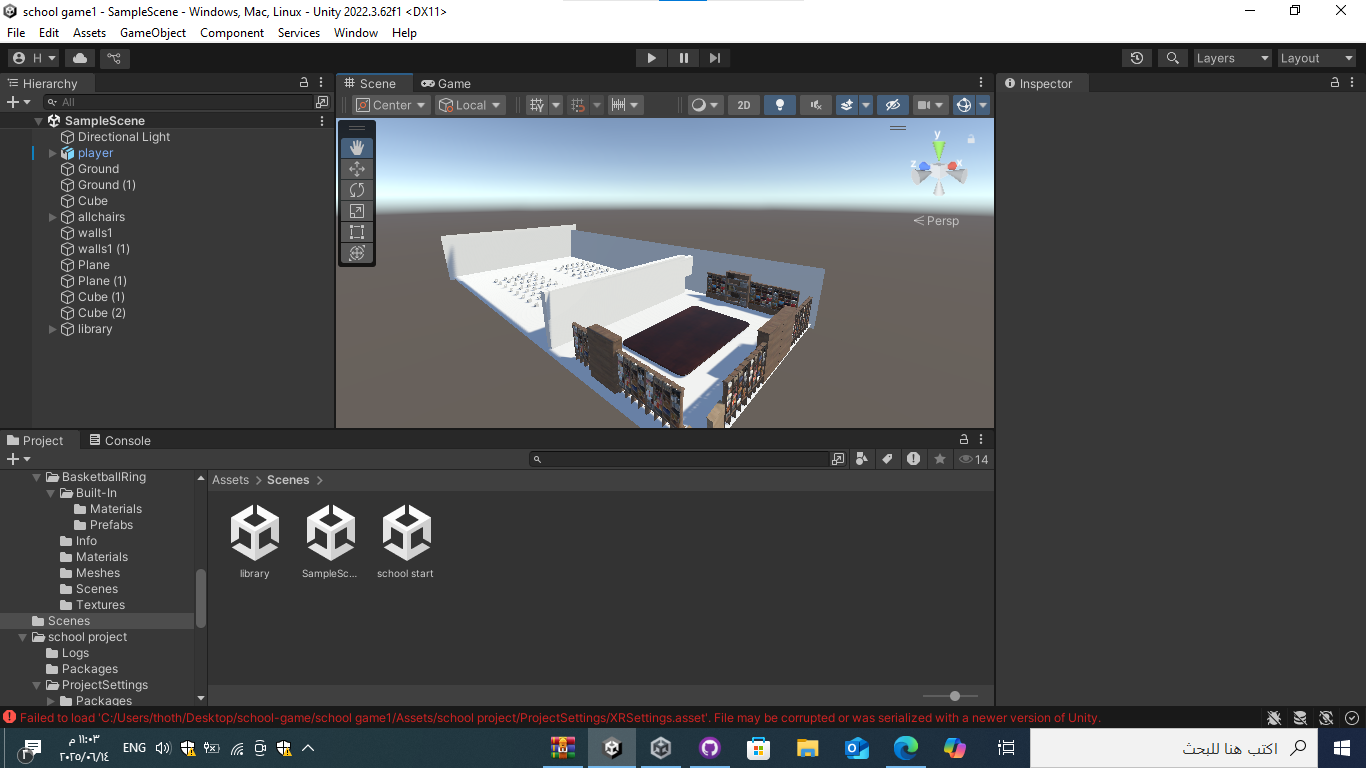 school game1 - SampleScene - Windows, Mac, Linux - Unity 2022.3.62f1 <DX11>
File Edit Assets GameObject Component Services Window Help
H Layers Layout
Hierarchy
All
SampleScene
Directional Light
player
Ground
Ground (1)
Cube
allchairs
walls1
walls1 (1)
Plane
Plane (1)
Cube (1)
Cube (2)
library
Scene Game
Center Local 2D
y
z x
Persp
Inspector
Project Console
14
BasketballRing
Built-In
Materials
Prefabs
Info
Materials
Meshes
Scenes
Textures
Scenes
school project
Logs
Packages
ProjectSettings
Packages
Assets > Scenes >
library SampleSc... school start
Failed to load 'C:/Users/thoth/Desktop/school-game/school game1/Assets/school project/ProjectSettings/XRSettings.asset'. File may be corrupted or was serialized with a newer version of Unity.
٢
١١:٠٣ م
٢٠٢٥/٠٦/١٤
ENG
اكتب هنا للبحث